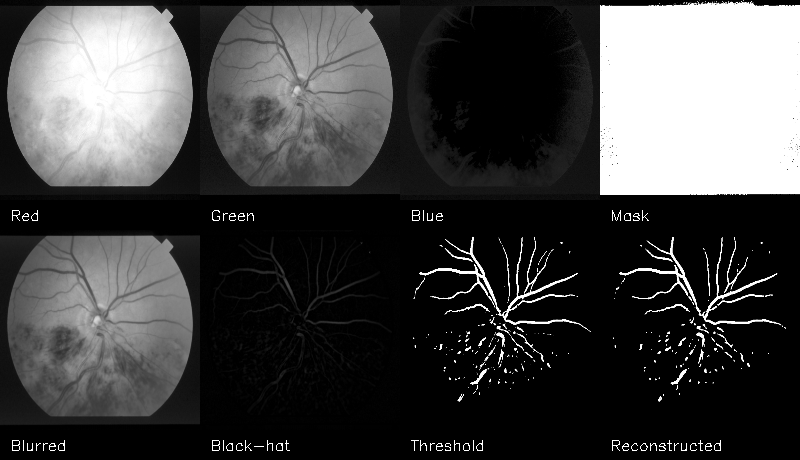 Red
Green
Blue
Mask
Blurred
Black-hat
Threshold
Reconstructed